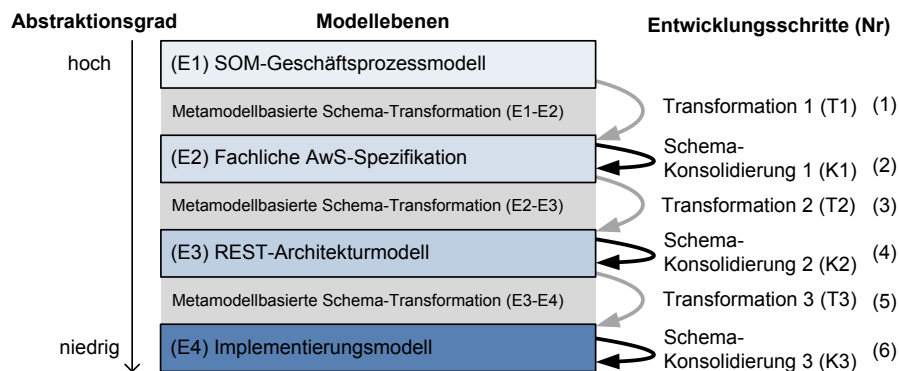 Abstraktionsgrad
Modellebenen
Entwicklungsschritte (Nr)
hoch
(E1) SOM-Geschäftsprozessmodell
Metamodellbasierte Schema-Transformation (E1-E2)
Transformation 1 (T1) (1)
(E2) Fachliche AwS-Spezifikation
Schema-
Konsolidierung 1 (K1) (2)
Metamodellbasierte Schema-Transformation (E2-E3)
Transformation 2 (T2) (3)
(E3) REST-Architekturmodell
Schema-
Konsolidierung 2 (K2) (4)
Metamodellbasierte Schema-Transformation (E3-E4)
Transformation 3 (T3) (5)
niedrig
(E4) Implementierungsmodell
Schema-
Konsolidierung 3 (K3) (6)